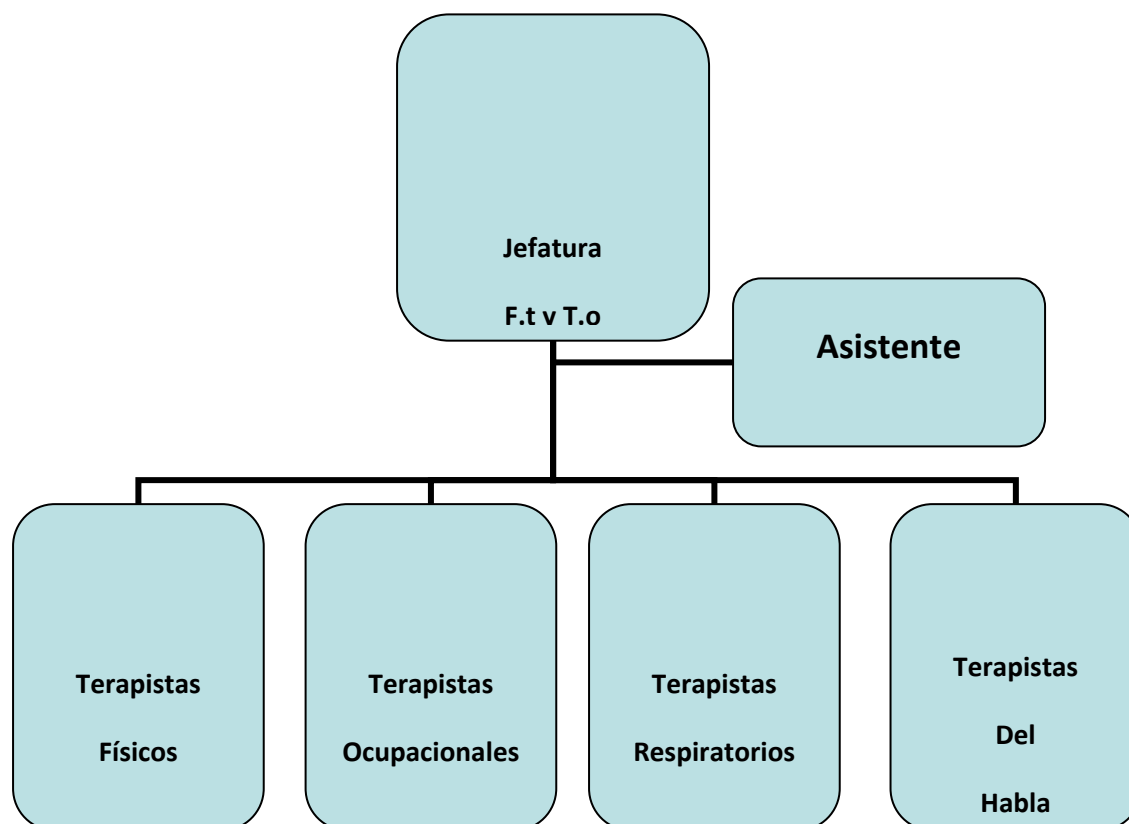 Jefatura
F.t y T.o
Asistente
Terapistas
Físicos
Terapistas
Ocupacionales
Terapistas
Respiratorios
Terapistas
Del
Habla